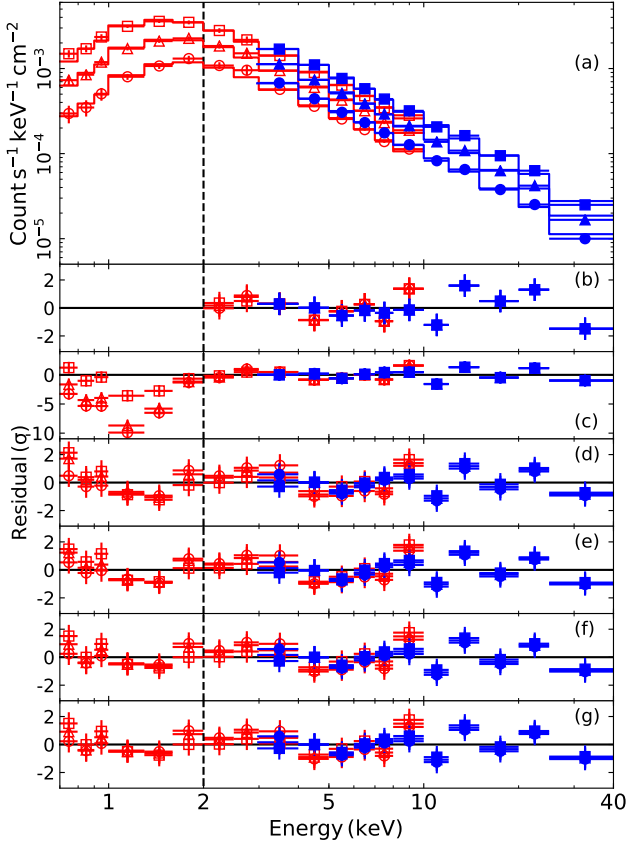 Count s⁻¹ keV⁻¹ cm⁻²
10⁻³
10⁻⁴
10⁻⁵
(a)
2
0
-2
(b)
0
-5
10
(c)
Residual (q)
2
0
-2
(d)
2
0
-2
(e)
2
0
-2
(f)
2
0
-2
(g)
1 2 5 10 40
Energy (keV)